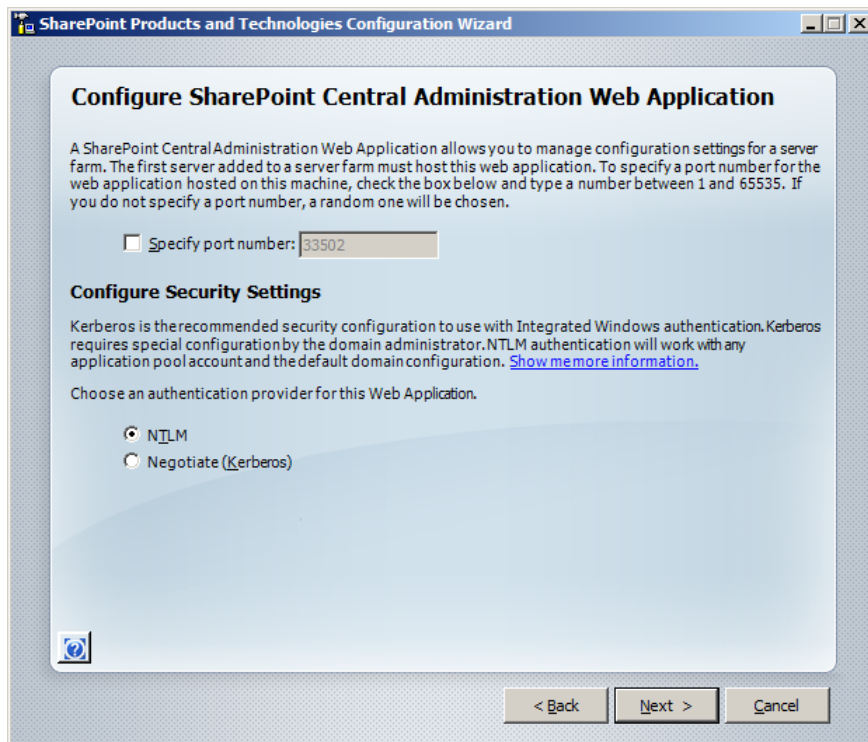 SharePoint Products and Technologies Configuration Wizard
Configure SharePoint Central Administration Web Application
A SharePoint Central Administration Web Application allows you to manage configuration settings for a server
farm. The first server added to a server farm must host this web application. To specify a port number for the
web application hosted on this machine, check the box below and type a number between 1 and 65535. If
you do not specify a port number, a random one will be chosen.
Specify port number: 33502
Configure Security Settings
Kerberos is the recommended security configuration to use with Integrated Windows authentication. Kerberos
requires special configuration by the domain administrator. NTLM authentication will work with any
application pool account and the default domain configuration. Show me more information.
Choose an authentication provider for this Web Application.
NTLM
Negotiate (Kerberos)
< Back Next > Cancel